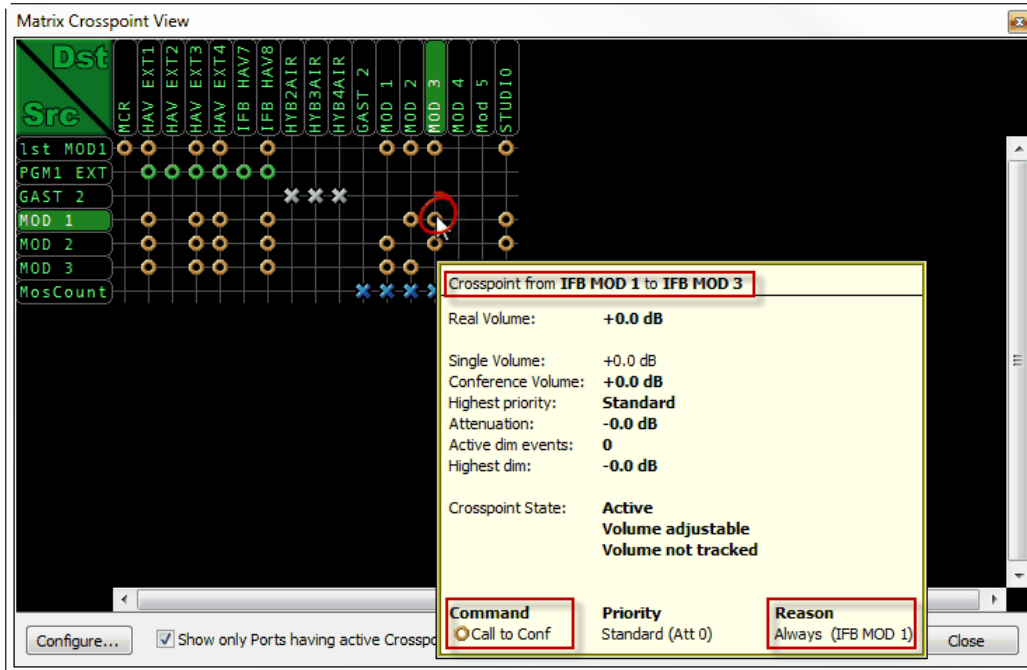 Matrix Crosspoint View
Dst
Src
MCR
HAV EXT1
HAV EXT2
HAV EXT3
HAV EXT4
IFB HAV7
IFB HAV8
HYB2AIR
HYB3AIR
HYB4AIR
GAST 2
MOD 1
MOD 2
MOD 3
MOD 4
Mod 5
STUDIO
lst MOD1
PGM1 EXT
GAST 2
MOD 1
MOD 2
MOD 3
MosCount
Crosspoint from IFB MOD 1 to IFB MOD 3
Real Volume: +0.0 dB
Single Volume: +0.0 dB
Conference Volume: +0.0 dB
Highest priority: Standard
Attenuation: -0.0 dB
Active dim events: 0
Highest dim: -0.0 dB
Crosspoint State: Active
Volume adjustable
Volume not tracked
Command Priority Reason
Call to Conf Standard (Att 0) Always (IFB MOD 1)
Configure... Show only Ports having active Crosspo Close